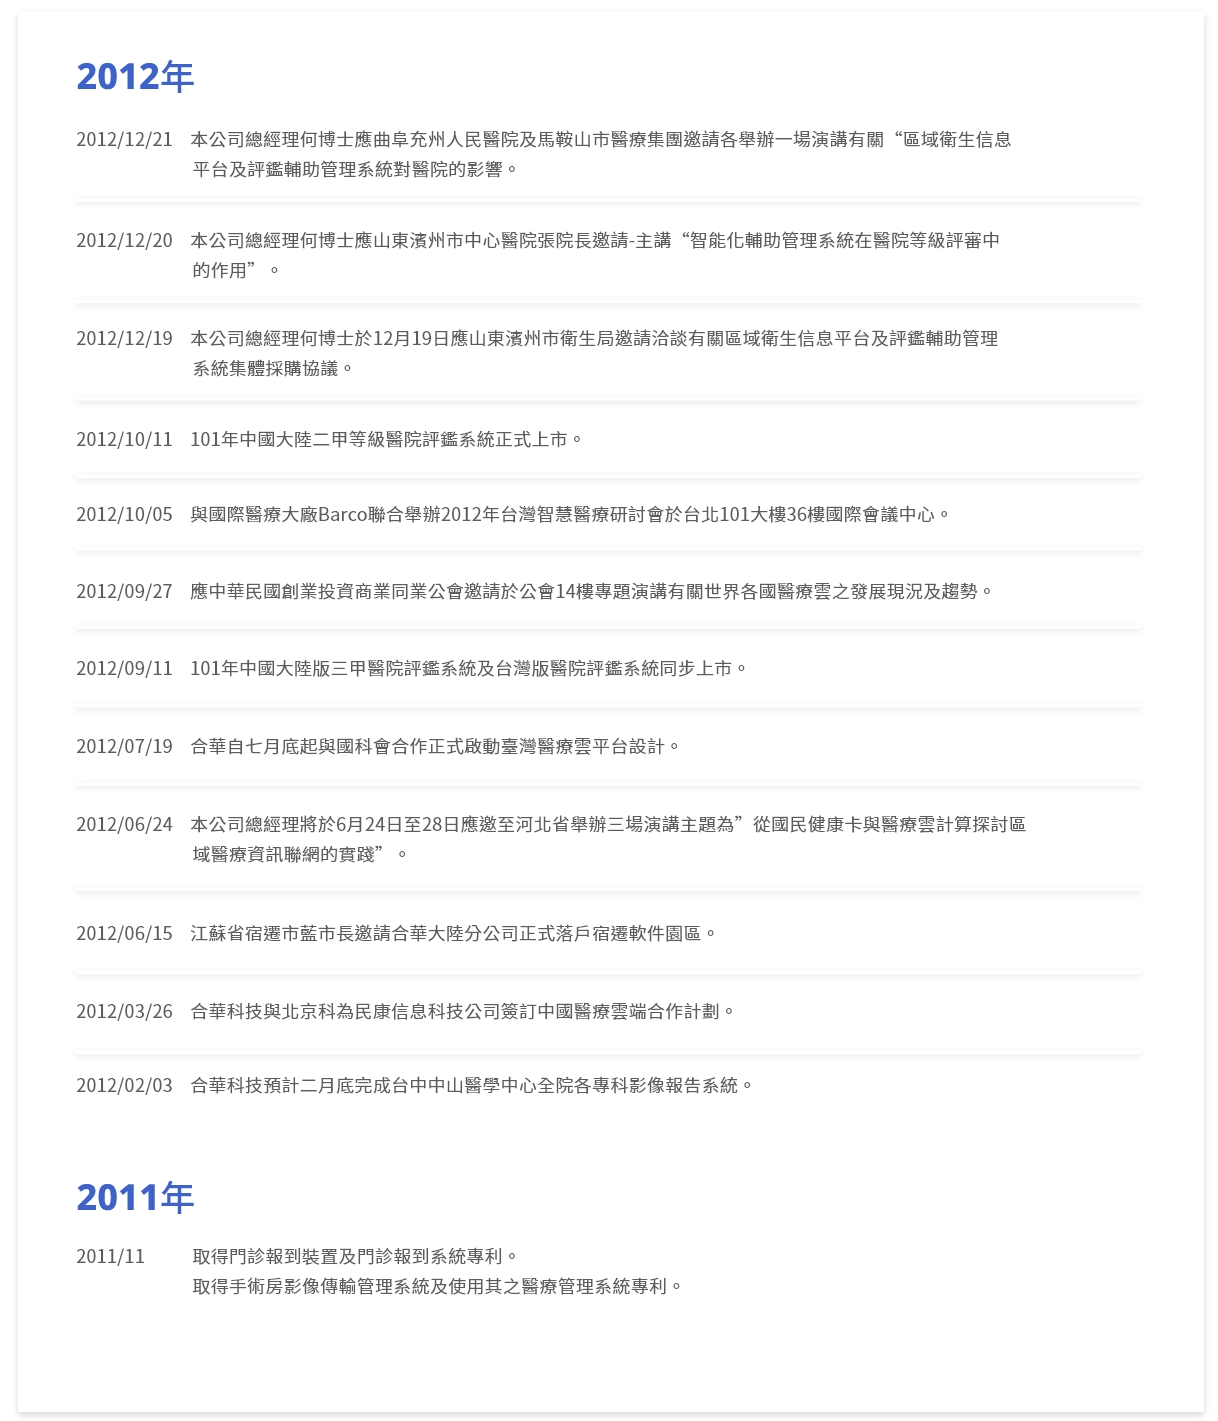 2012年
2012/12/21 本公司總經理何博士應曲阜充州人民醫院及馬鞍山市醫療集團邀請各舉辦一場演講有關“區域衛生信息
平台及評鑑輔助管理系統對醫院的影響。
2012/12/20 本公司總經理何博士應山東濱州市中心醫院張院長邀請-主講“智能化輔助管理系統在醫院等級評審中
的作用”。
2012/12/19 本公司總經理何博士於12月19日應山東濱州市衛生局邀請洽談有關區域衛生信息平台及評鑑輔助管理
系統集體採購協議。
2012/10/11 101年中國大陸二甲等級醫院評鑑系統正式上市。
2012/10/05 與國際醫療大廠Barco聯合舉辦2012年台灣智慧醫療研討會於台北101大樓36樓國際會議中心。
2012/09/27 應中華民國創業投資商業同業公會邀請於公會14樓專題演講有關世界各國醫療雲之發展現況及趨勢。
2012/09/11 101年中國大陸版三甲醫院評鑑系統及台灣版醫院評鑑系統同步上市。
2012/07/19 合華自七月底起與國科會合作正式啟動臺灣醫療雲平台設計。
2012/06/24 本公司總經理將於6月24日至28日應邀至河北省舉辦三場演講主題為”從國民健康卡與醫療雲計算探討區
域醫療資訊聯網的實踐”。
2012/06/15 江蘇省宿遷市藍市長邀請合華大陸分公司正式落戶宿遷軟件園區。
2012/03/26 合華科技與北京科為民康信息科技公司簽訂中國醫療雲端合作計劃。
2012/02/03 合華科技預計二月底完成台中中山醫學中心全院各專科影像報告系統。
2011年
2011/11 取得門診報到裝置及門診報到系統專利。
取得手術房影像傳輸管理系統及使用其之醫療管理系統專利。